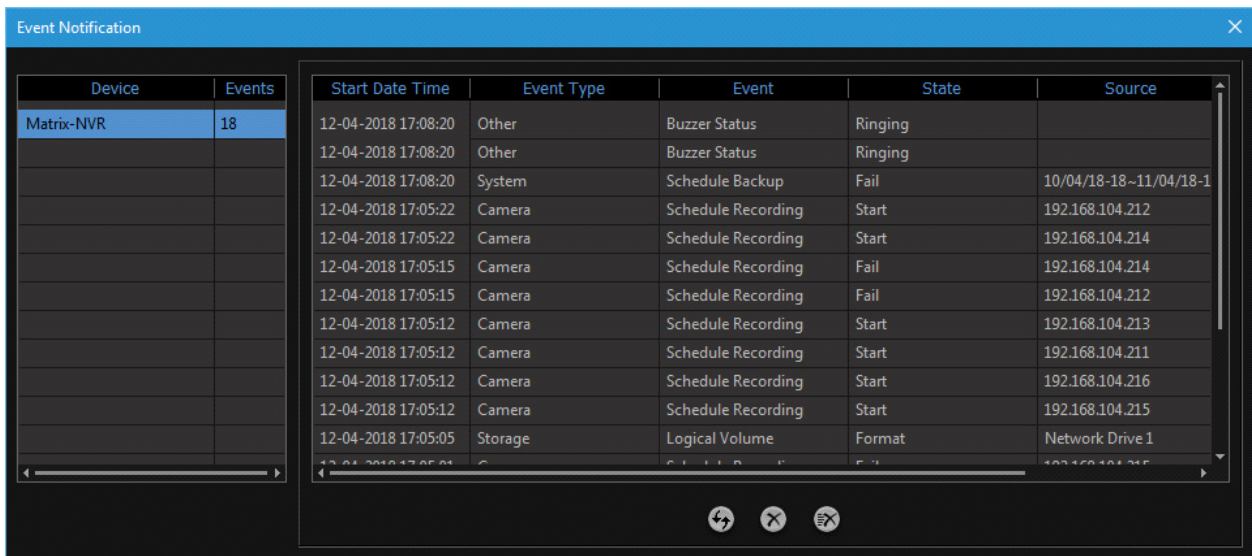 Event Notification
Device Events
Matrix-NVR 18
Start Date Time Event Type Event State Source
12-04-2018 17:08:20 Other Buzzer Status Ringing
12-04-2018 17:08:20 Other Buzzer Status Ringing
12-04-2018 17:08:20 System Schedule Backup Fail 10/04/18-18~11/04/18-1
12-04-2018 17:05:22 Camera Schedule Recording Start 192.168.104.212
12-04-2018 17:05:22 Camera Schedule Recording Start 192.168.104.214
12-04-2018 17:05:15 Camera Schedule Recording Fail 192.168.104.214
12-04-2018 17:05:15 Camera Schedule Recording Fail 192.168.104.212
12-04-2018 17:05:12 Camera Schedule Recording Start 192.168.104.213
12-04-2018 17:05:12 Camera Schedule Recording Start 192.168.104.211
12-04-2018 17:05:12 Camera Schedule Recording Start 192.168.104.216
12-04-2018 17:05:12 Camera Schedule Recording Start 192.168.104.215
12-04-2018 17:05:05 Storage Logical Volume Format Network Drive 1